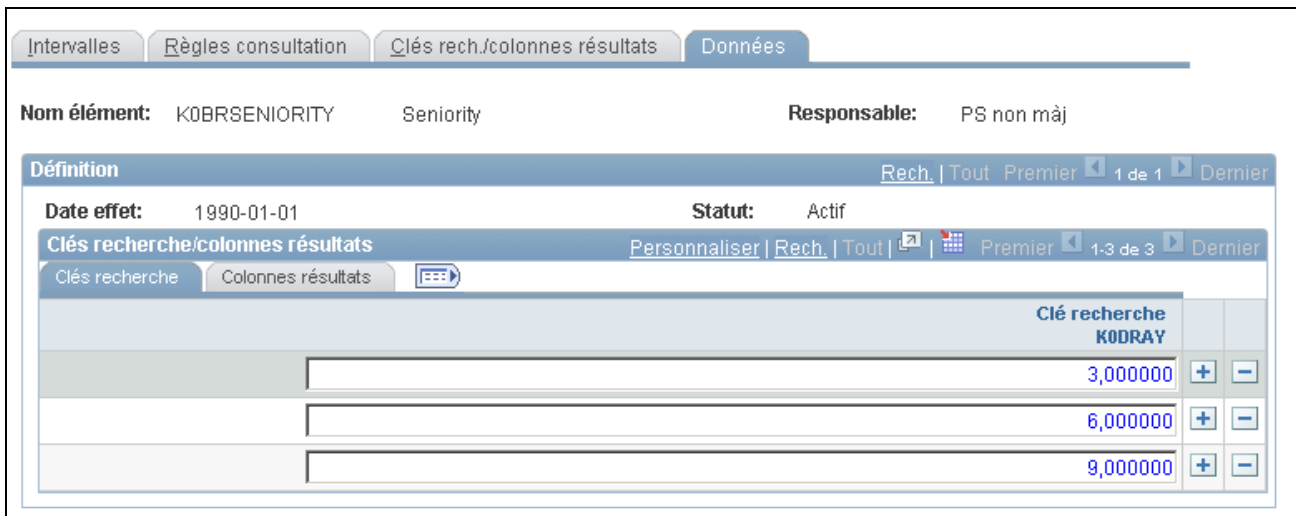 Intervalles Règles consultation Clés rech./colonnes résultats Données
Nom élément: K0BRSENIORITY Seniority Responsable: PS non màj
Définition Rech. | Tout Premier 1 de 1 Dernier
Date effet: 1990-01-01 Statut: Actif
Clés recherche/colonnes résultats Personnaliser | Rech. | Tout | | Premier 1-3 de 3 Dernier
Clés recherche Colonnes résultats
Clé recherche
K0DRAY
3,000000
6,000000
9,000000